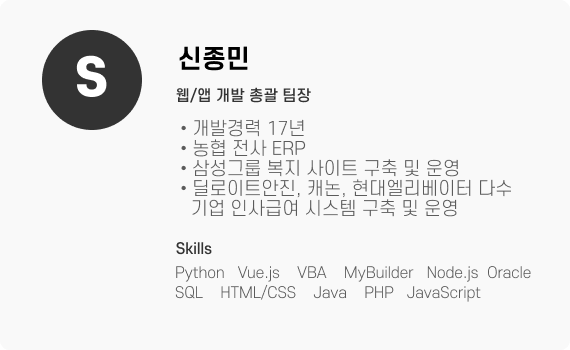 S
신종민
웹/앱 개발 총괄 팀장
• 개발경력 17년
• 농협 전사 ERP
• 삼성그룹 복지 사이트 구축 및 운영
• 딜로이트안진, 캐논, 현대엘리베이터 다수
기업 인사급여 시스템 구축 및 운영
Skills
Python Vue.js VBA MyBuilder Node.js Oracle
SQL HTML/CSS Java PHP JavaScript